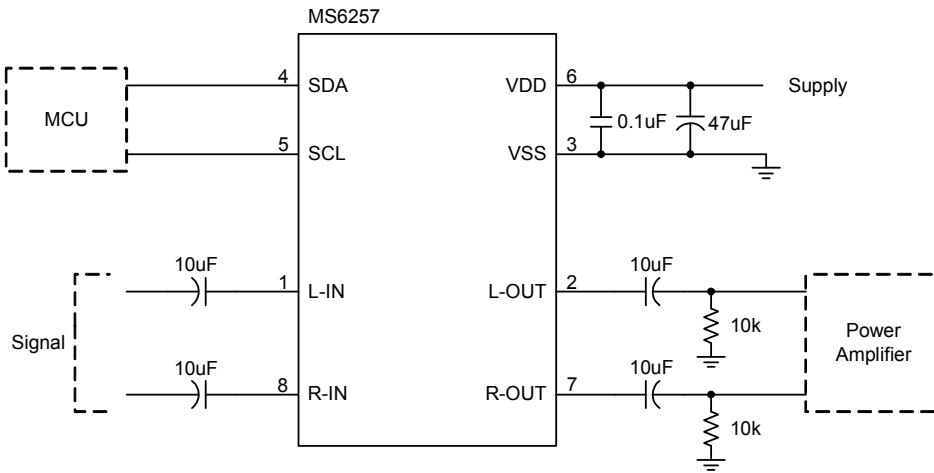 MS6257
MCU
4 SDA
5 SCL
VDD 6
VSS 3
Supply
0.1uF
47uF
Signal
10uF
1 L-IN
10uF
8 R-IN
L-OUT 2
10uF
10k
R-OUT 7
10uF
10k
Power
Amplifier